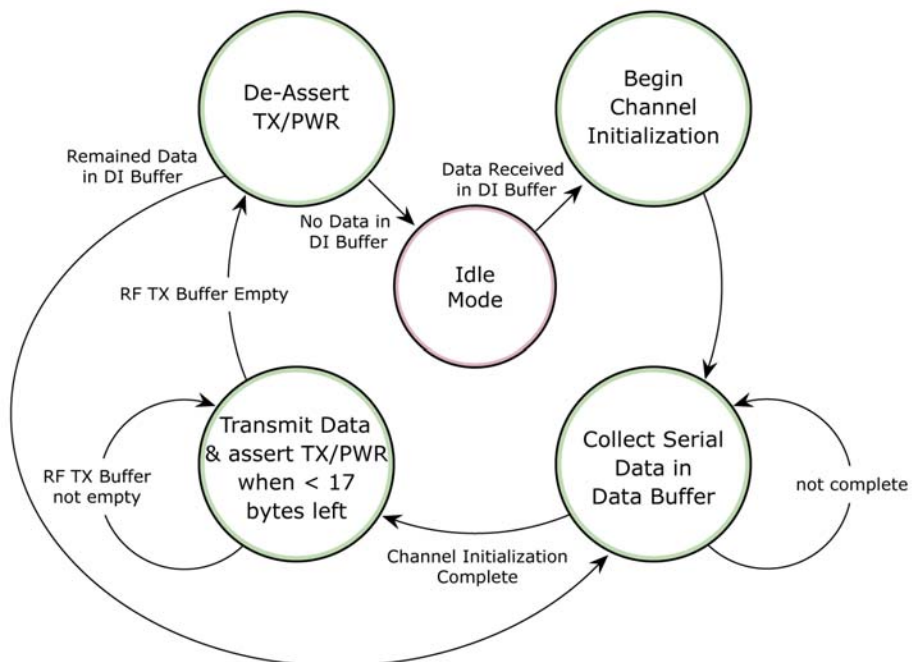 De-Assert
TX/PWR
Begin
Channel
Initialization
Remained Data
in DI Buffer
Data Received
in DI Buffer
No Data in
DI Buffer
Idle
Mode
RF TX Buffer Empty
Transmit Data
& assert TX/PWR
when < 17
bytes left
Collect Serial
Data in
Data Buffer
RF TX Buffer
not empty
not complete
Channel Initialization
Complete